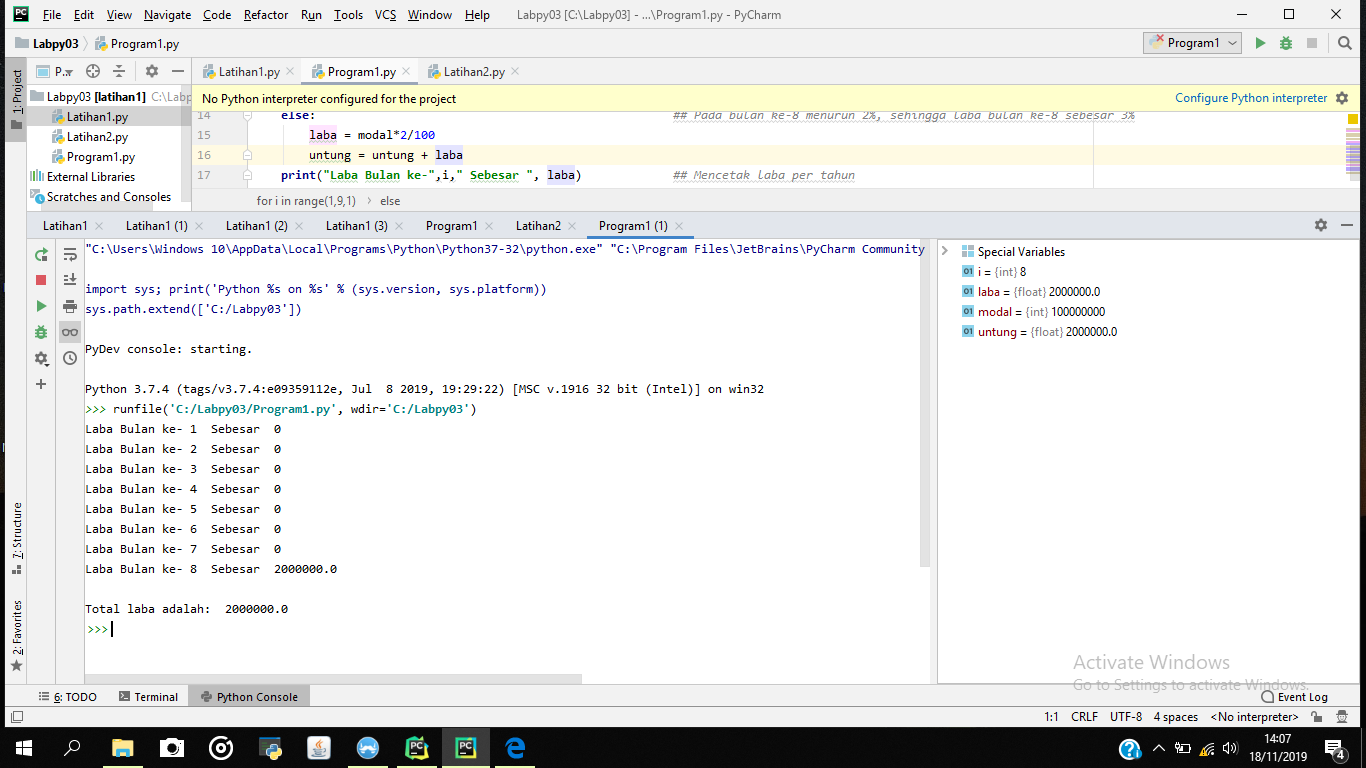 File Edit View Navigate Code Refactor Run Tools VCS Window Help Labpy03 [C:\Labpy03] - ...\Program1.py - PyCharm
Labpy03 Program1.py Program1
1: Project P.. Latihan1.py Program1.py Latihan2.py
Labpy03 [latihan1] C:\Labp
No Python interpreter configured for the project Configure Python interpreter
Latihan1.py
Latihan2.py
Program1.py
External Libraries
Scratches and Consoles
14 else: ## Pada bulan ke-8 menurun 2%, sehingga laba bulan ke-8 sebesar 3%
15 laba = modal*2/100
16 untung = untung + laba
17 print("Laba Bulan ke-",i," Sebesar ", laba) ## Mencetak laba per tahun
for i in range(1,9,1) › else
Latihan1 Latihan1 (1) Latihan1 (2) Latihan1 (3) Program1 Latihan2 Program1 (1)
"C:\Users\Windows 10\AppData\Local\Programs\Python\Python37-32\python.exe" "C:\Program Files\JetBrains\PyCharm Community
import sys; print('Python %s on %s' % (sys.version, sys.platform))
sys.path.extend(['C:/Labpy03'])
PyDev console: starting.
Python 3.7.4 (tags/v3.7.4:e09359112e, Jul  8 2019, 19:29:22) [MSC v.1916 32 bit (Intel)] on win32
>>> runfile('C:/Labpy03/Program1.py', wdir='C:/Labpy03')
Laba Bulan ke- 1  Sebesar  0
Laba Bulan ke- 2  Sebesar  0
Laba Bulan ke- 3  Sebesar  0
Laba Bulan ke- 4  Sebesar  0
Laba Bulan ke- 5  Sebesar  0
Laba Bulan ke- 6  Sebesar  0
Laba Bulan ke- 7  Sebesar  0
Laba Bulan ke- 8  Sebesar  2000000.0
Total laba adalah:  2000000.0
>>>
Special Variables
01 i = {int} 8
01 laba = {float} 2000000.0
01 modal = {int} 100000000
01 untung = {float} 2000000.0
7: Structure
2: Favorites
Activate Windows
Go to Settings to activate Windows.
6: TODO Terminal Python Console Event Log
1:1 CRLF UTF-8 4 spaces <No interpreter>
14:07
18/11/2019
4